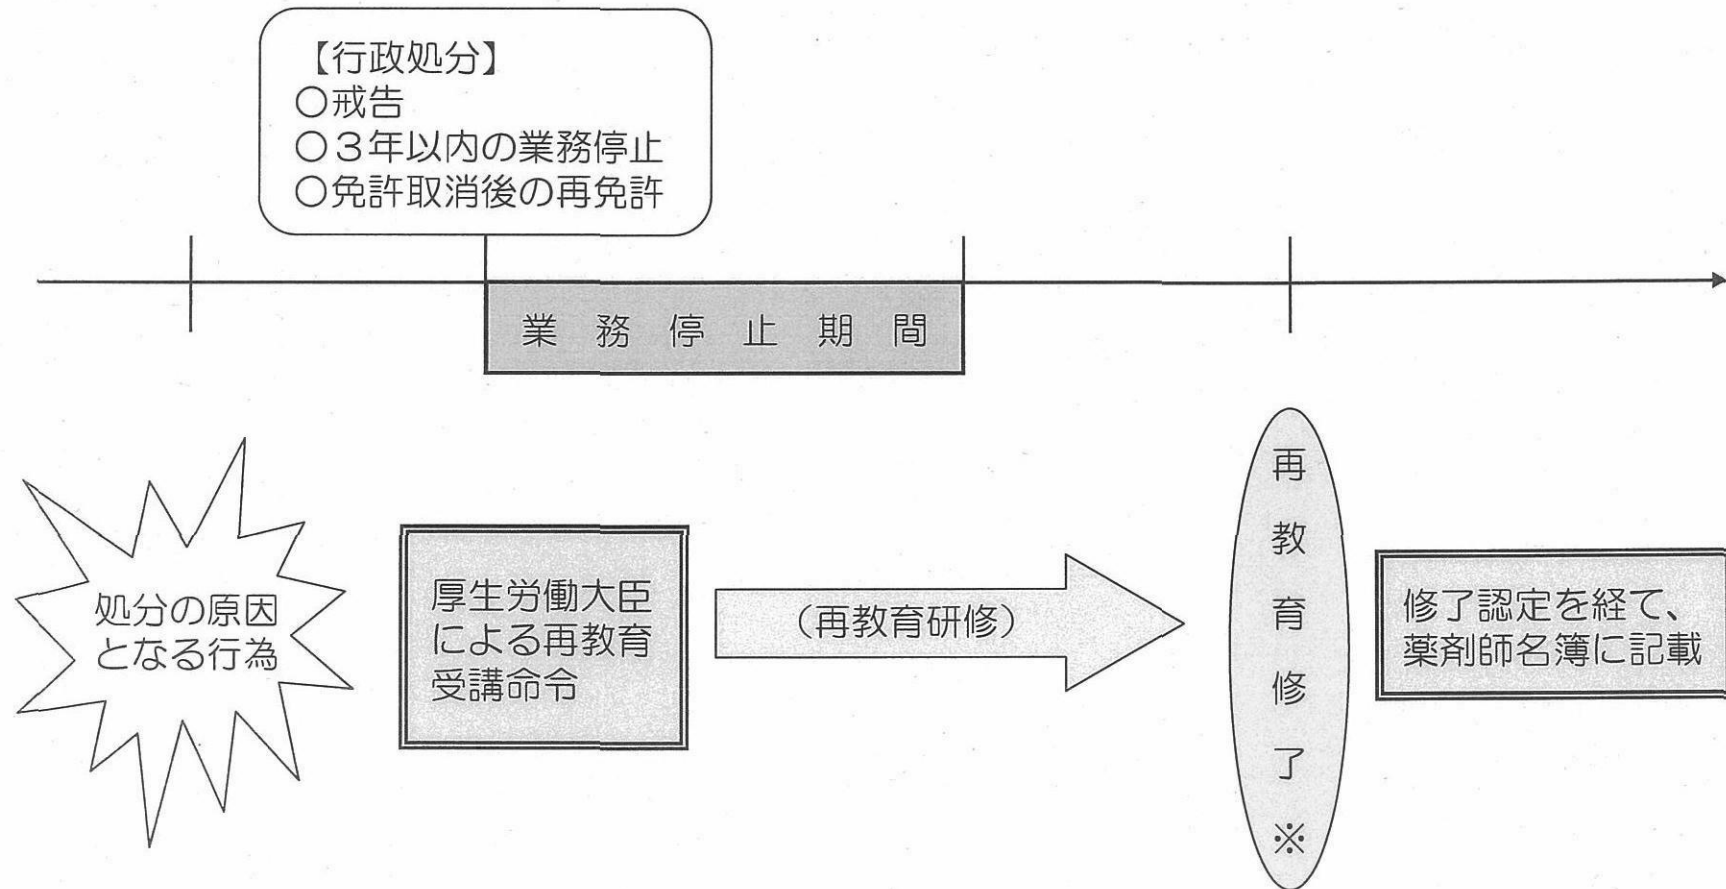 【行政処分】
○戒告
○3年以内の業務停止
○免許取消後の再免許
業務停止期間
処分の原因
となる行為
厚生労働大臣
による再教育
受講命令
（再教育研修）
再教育修了※
修了認定を経て、
薬剤師名簿に記載